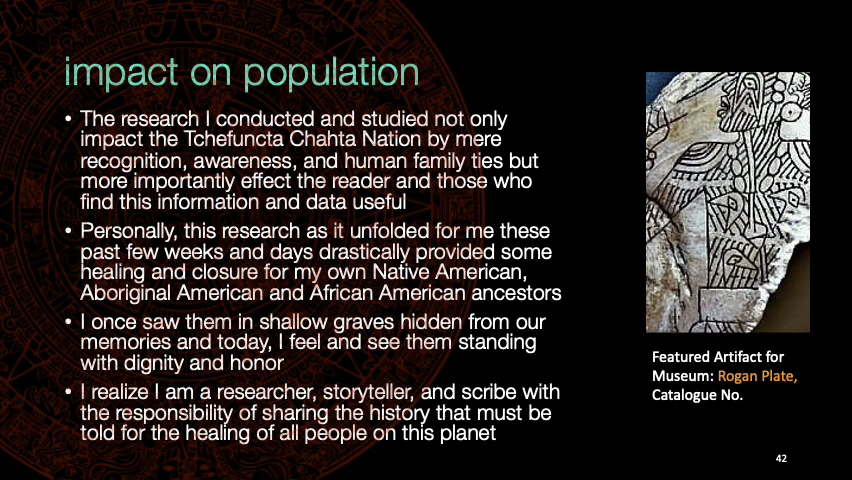 impact on population
• The research I conducted and studied not only
impact the Tchefuncta Chahta Nation by mere
recognition, awareness, and human family ties but
more importantly effect the reader and those who
find this information and data useful
• Personally, this research as it unfolded for me these
past few weeks and days drastically provided some
healing and closure for my own Native American,
Aboriginal American and African American ancestors
• I once saw them in shallow graves hidden from our
memories and today, I feel and see them standing
with dignity and honor
• I realize I am a researcher, storyteller, and scribe with
the responsibility of sharing the history that must be
told for the healing of all people on this planet
Featured Artifact for
Museum: Rogan Plate,
Catalogue No.
42